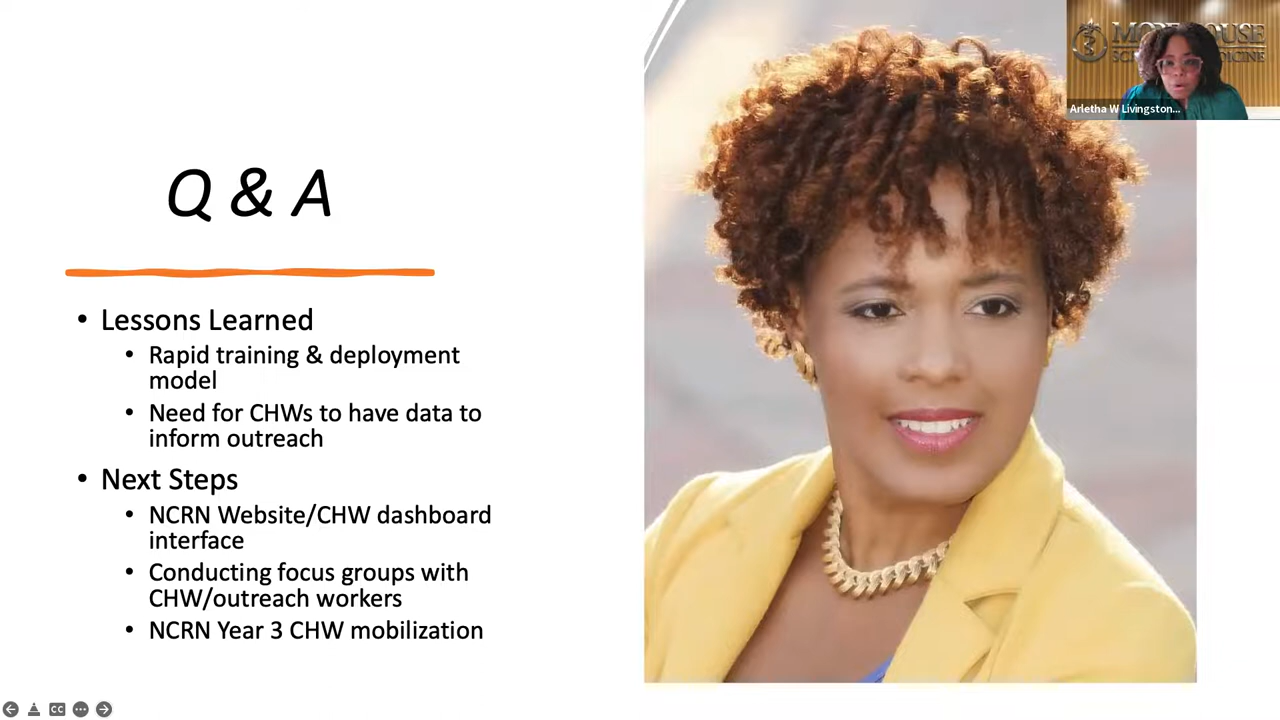 Q & A
• Lessons Learned
• Rapid training & deployment
model
• Need for CHWs to have data to
inform outreach
• Next Steps
• NCRN Website/CHW dashboard
interface
• Conducting focus groups with
CHW/outreach workers
• NCRN Year 3 CHW mobilization
Arletha W Livingston...
CC